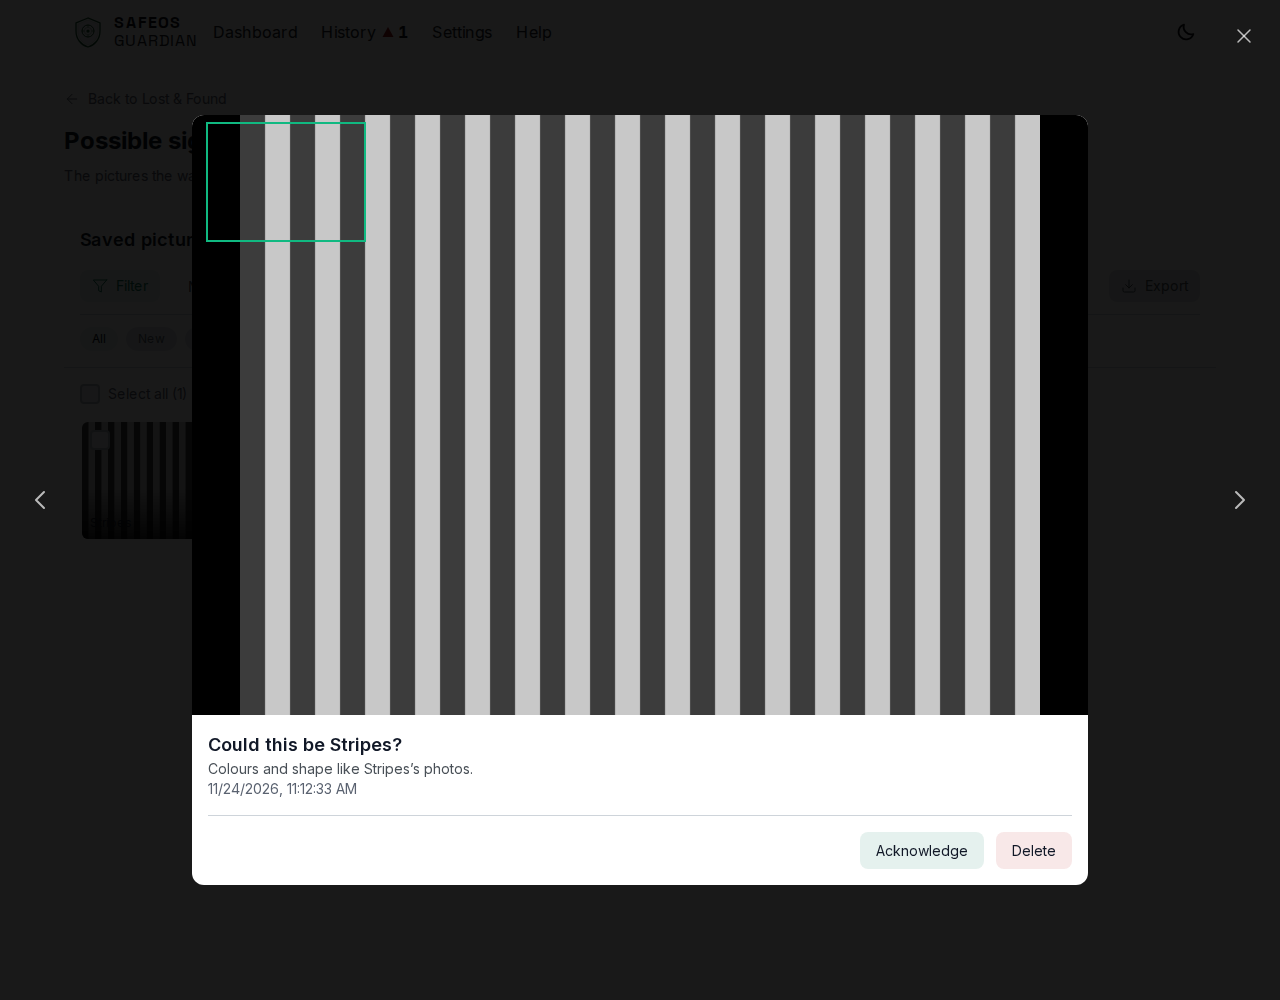 SAFEOS
GUARDIAN
Dashboard
History
1
Settings
Help
Back to Lost & Found
Possible sig
The pictures the wa
Saved pictur
Filter
Export
All
New
Select all (1)
Could this be Stripes?
Colours and shape like Stripes’s photos.
11/24/2026, 11:12:33 AM
Acknowledge
Delete